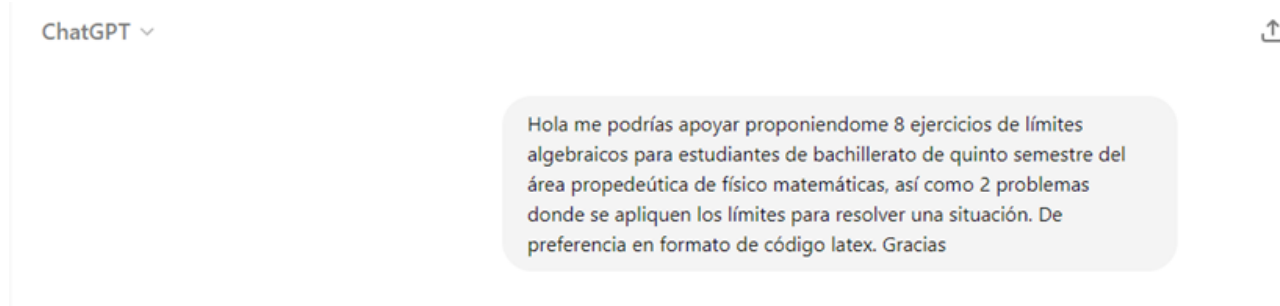 ChatGPT
Hola me podrías apoyar proponiendome 8 ejercicios de límites
algebraicos para estudiantes de bachillerato de quinto semestre del
área propedeútica de físico matemáticas, así como 2 problemas
donde se apliquen los límites para resolver una situación. De
preferencia en formato de código latex. Gracias